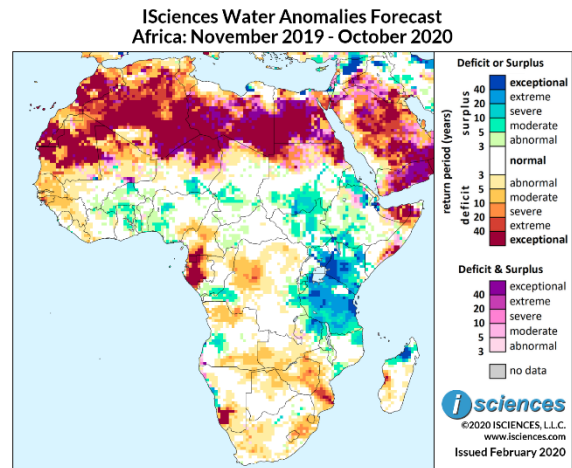 ISciences Water Anomalies Forecast
Africa: November 2019 - October 2020
Deficit or Surplus
return period (years)
surplus
deficit
exceptional
40
extreme
20
severe
10
moderate
5
abnormal
3
normal
3
abnormal
5
moderate
10
severe
20
extreme
40
exceptional
Deficit & Surplus
exceptional
40
extreme
20
severe
10
moderate
5
abnormal
3
no data
isciences
©2020 ISCIENCES, L.L.C.
www.isciences.com
Issued February 2020